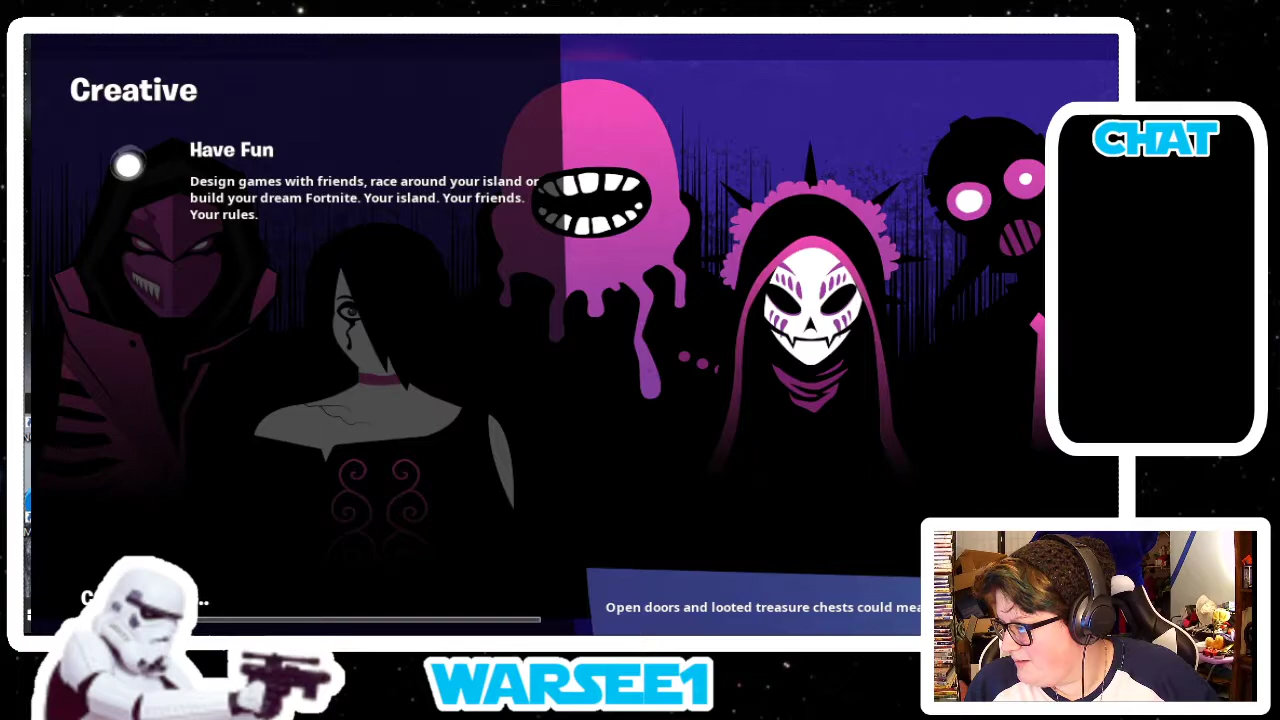 Creative
Have Fun
Design games with friends, race around your island or
build your dream Fortnite. Your island. Your friends.
Your rules.
CHAT
Open doors and looted treasure chests could
WARSEE1